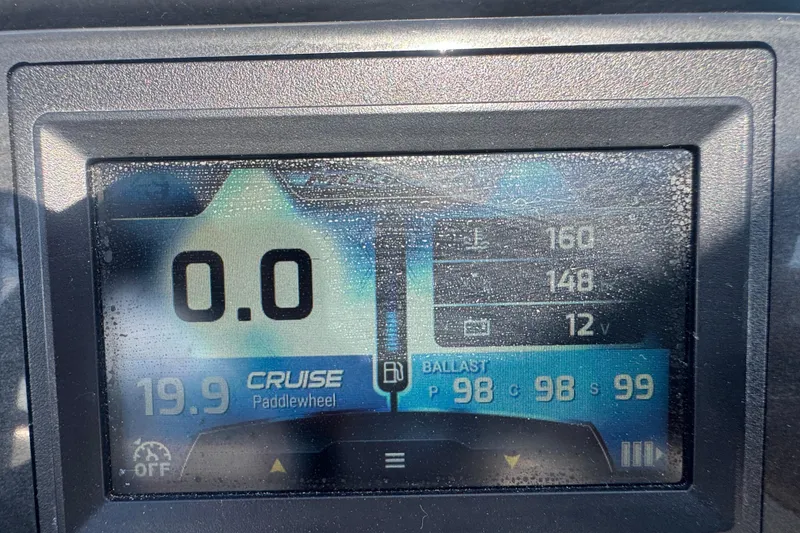 0.0
160
148
12 V
19.9 CRUISE
Paddlewheel
BALLAST
P 98 C 98 S 99
OFF